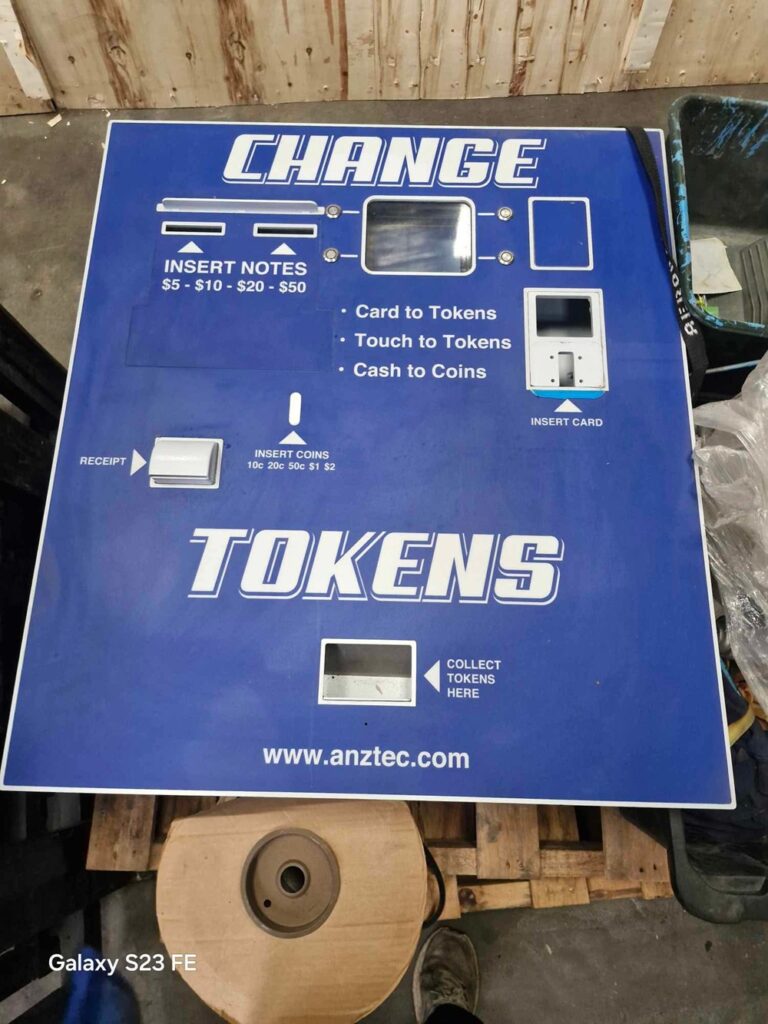 CHANGE
INSERT NOTES
$5 - $10 - $20 - $50
· Card to Tokens
· Touch to Tokens
· Cash to Coins
INSERT CARD
RECEIPT
INSERT COINS
10c 20c 50c $1 $2
TOKENS
COLLECT
TOKENS
HERE
www.anztec.com
Galaxy S23 FE